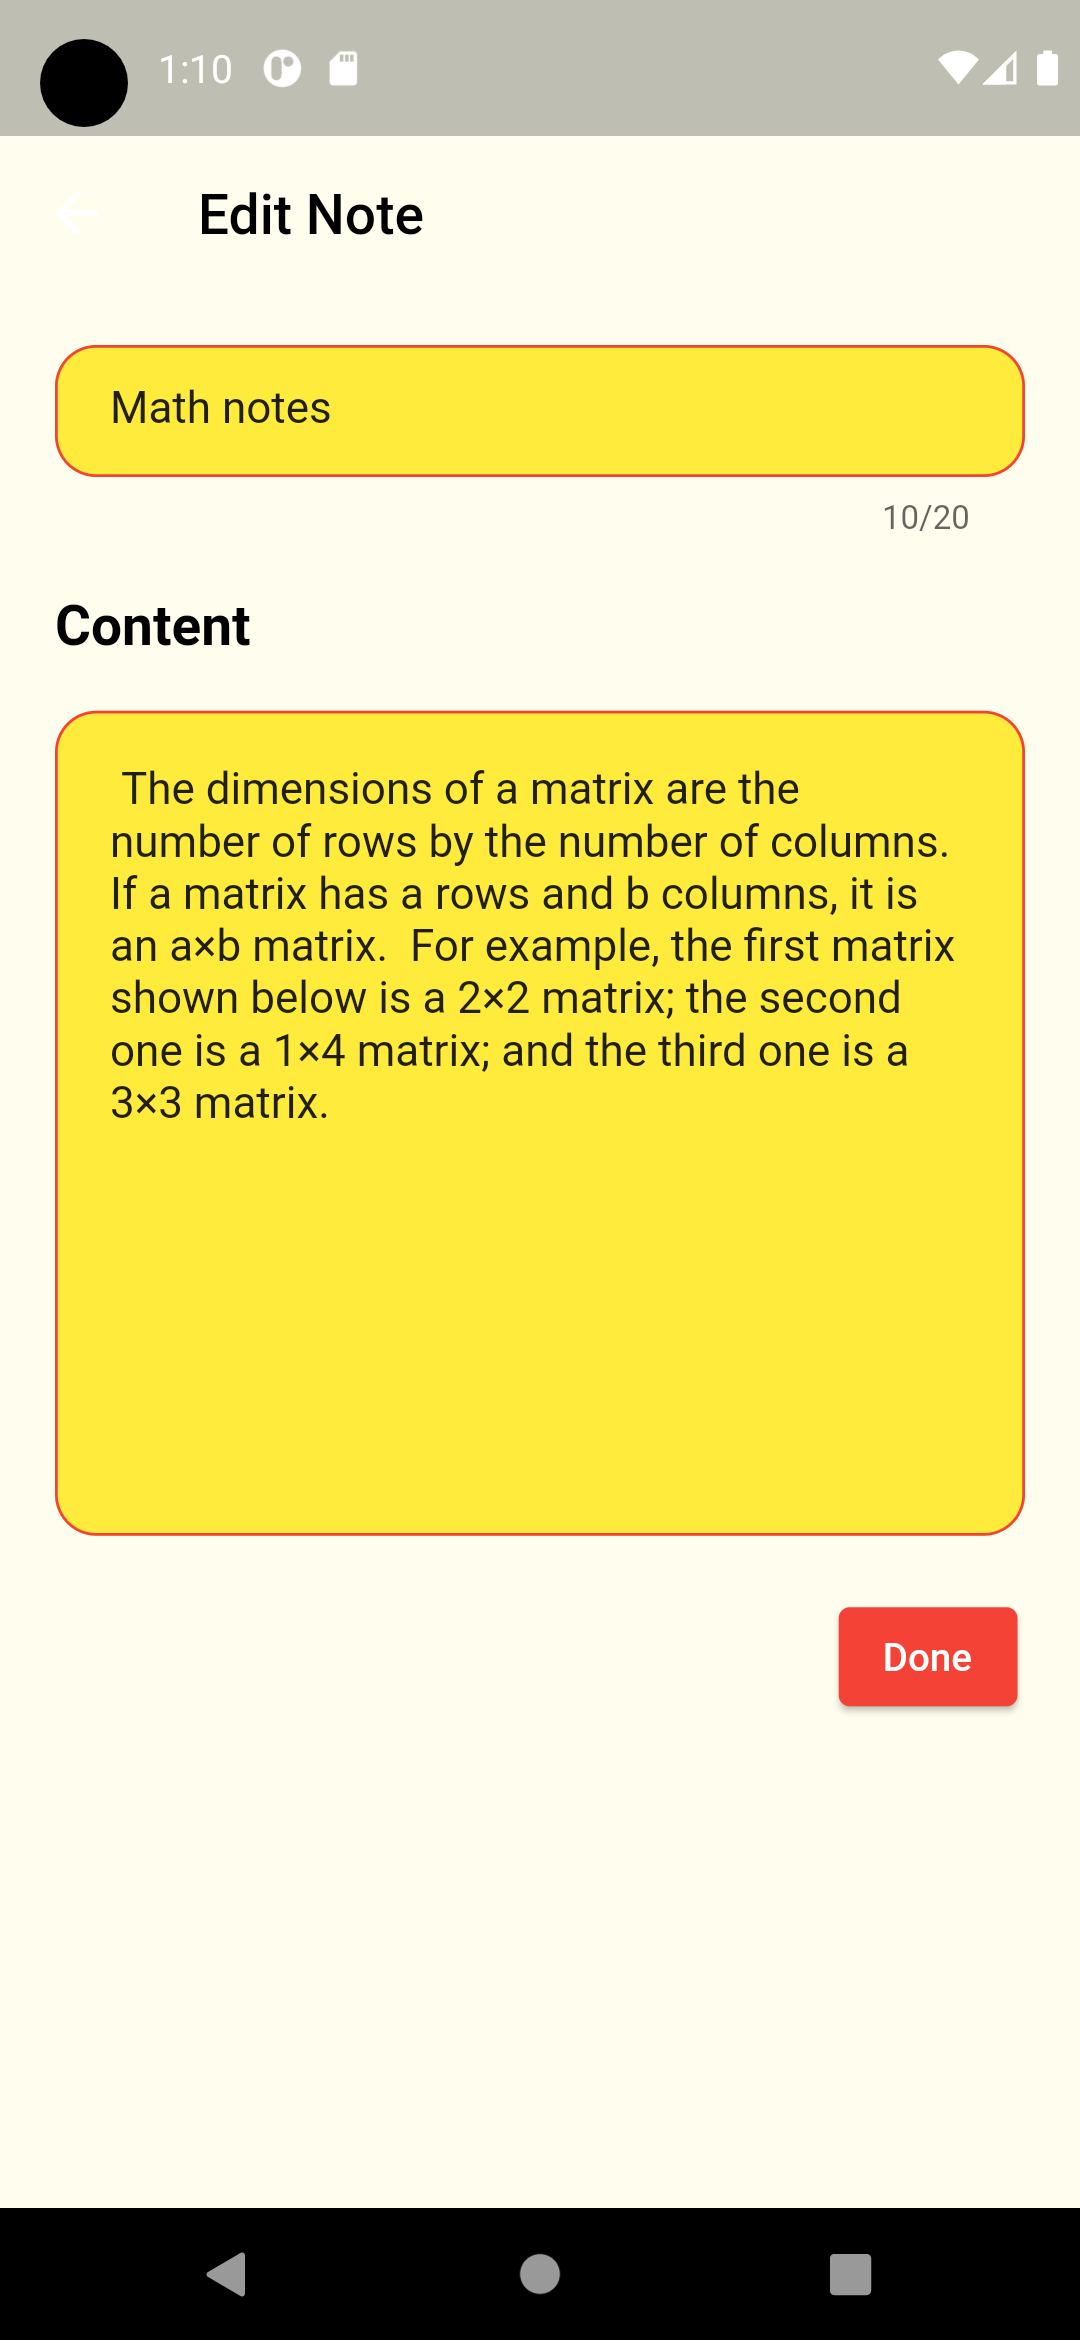 1:10
Edit Note
Math notes
10/20
Content
The dimensions of a matrix are the
number of rows by the number of columns.
If a matrix has a rows and b columns, it is
an a×b matrix.  For example, the first matrix
shown below is a 2×2 matrix; the second
one is a 1×4 matrix; and the third one is a
3×3 matrix.
Done